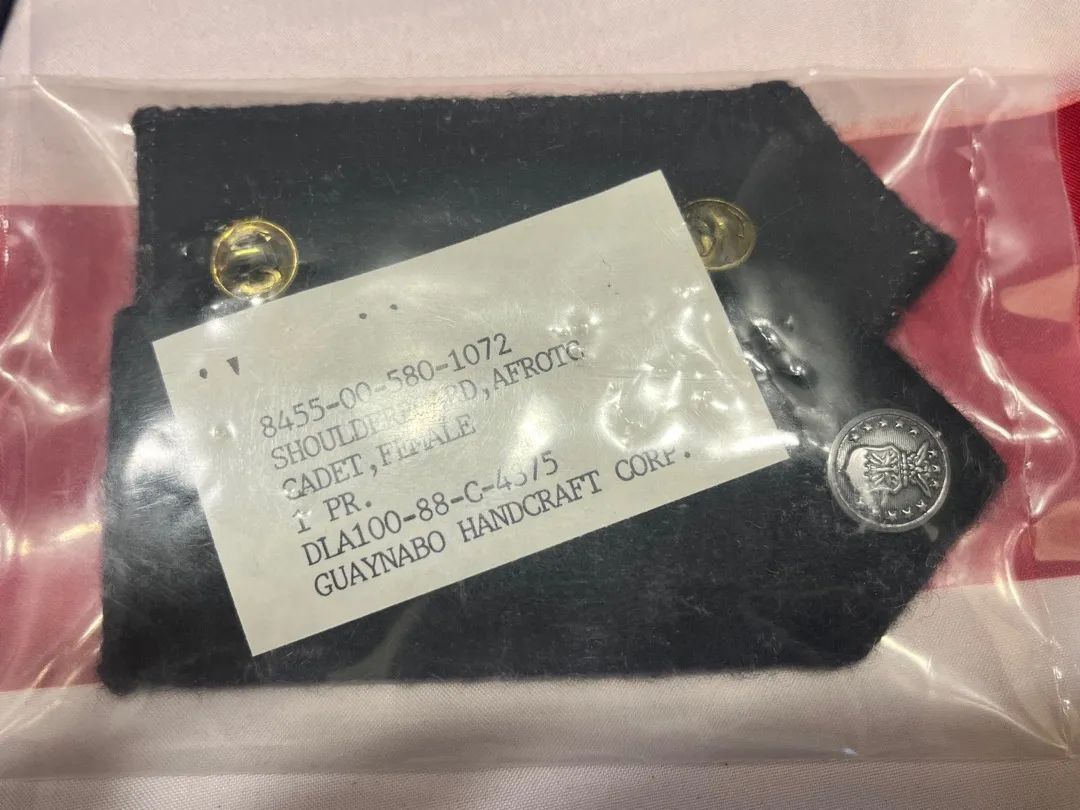 8455-00-580-1072
SHOULDERBOARD,AFROTC
CADET,FEMALE
1 PR.
DLA100-88-C-4375
GUAYNABO HANDCRAFT CORP.